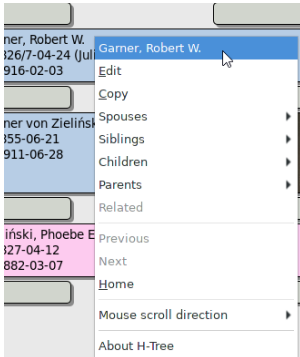 ner, Robert W.
326/7-04-24 (Juli
916-02-03
ner von Zielińsk
355-06-21
911-06-28
iński, Phoebe E
327-04-12
882-03-07
Garner, Robert W.
Edit
Copy
Spouses
Siblings
Children
Parents
Related
Previous
Next
Home
Mouse scroll direction
About H-Tree